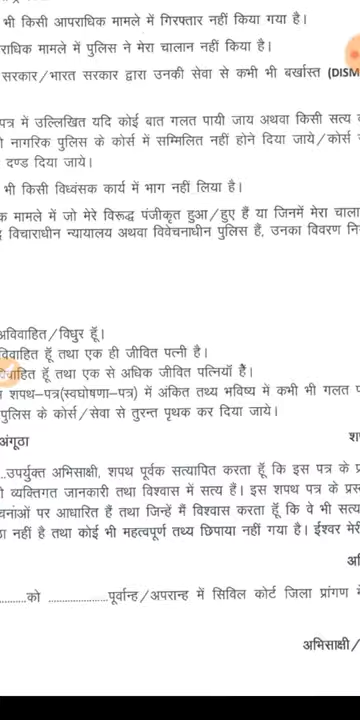 भी किसी आपराधिक मामले में गिरफ्तार नहीं किया गया है।
राधिक मामले में पुलिस ने मेरा चालान नहीं किया है।
सरकार/भारत सरकार द्वारा उनकी सेवा से कभी भी बर्खास्त (DISM
पत्र में उल्लिखित यदि कोई बात गलत पायी जाय अथवा किसी सत्य
नागरिक पुलिस के कोर्स में सम्मिलित नहीं होने दिया जाये/कोर्स
दण्ड दिया जाये।
भी किसी विध्वंसक कार्य में भाग नहीं लिया है।
क मामले में जो मेरे विरूद्ध पंजीकृत हुआ/हुए हैं या जिनमें मेरा चाला
विचाराधीन न्यायालय अथवा विवेचनाधीन पुलिस हैं, उनका विवरण नि
अविवाहित/विधुर हूँ।
विवाहित हूँ तथा एक ही जीवित पत्नी है।
विवाहित हूँ तथा एक से अधिक जीवित पत्नियॉं है।
शपथ–पत्र(स्वघोषणा–पत्र) में अंकित तथ्य भविष्य में कभी भी गलत
पुलिस के कोर्स/सेवा से तुरन्त पृथक कर दिया जाये।
अंगूठा श
...उपर्युक्त अभिसाक्षी, शपथ पूर्वक सत्यापित करता हूँ कि इस पत्र के प्र
व्यक्तिगत जानकारी तथा विश्वास में सत्य हैं। इस शपथ पत्र के प्रस
चनांओं पर आधारित हैं तथा जिन्हें मैं विश्वास करता हूँ कि वे भी सत्य
नहीं है तथा कोई भी महत्वपूर्ण तथ्य छिपाया नहीं गया है। ईश्वर मेरी
अ
..........को ....................पूर्वान्ह/अपरान्ह में सिविल कोर्ट जिला प्रांगण
अभिसाक्षी/